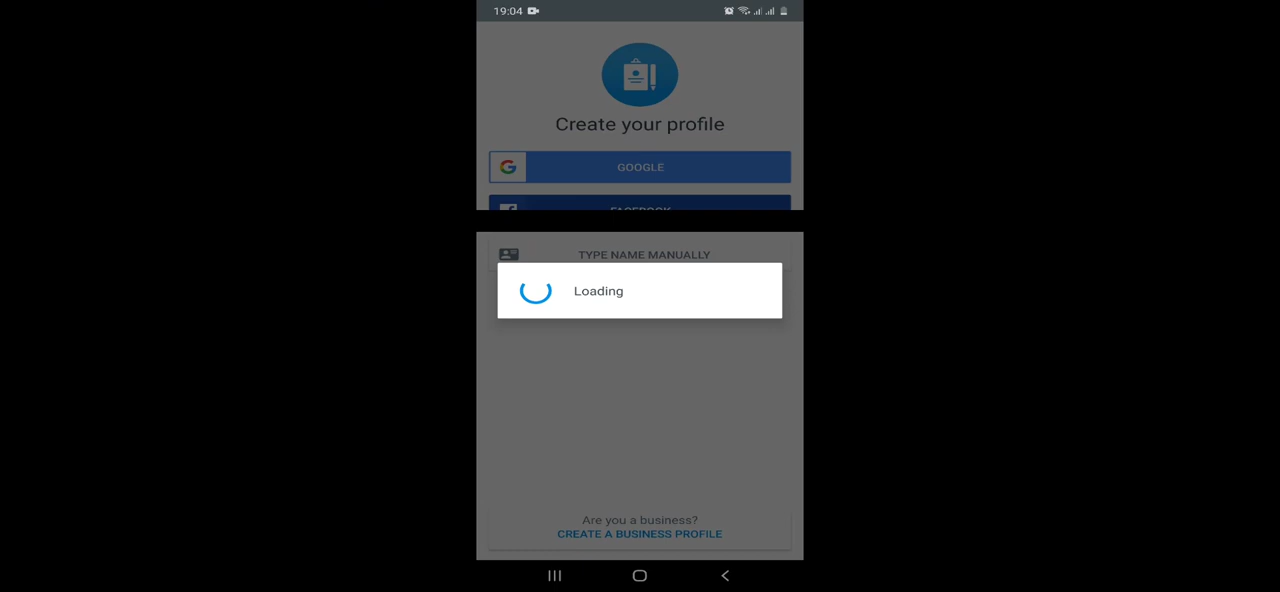 19:04
Create your profile
GOOGLE
FACEBOOK
TYPE NAME MANUALLY
Loading
Are you a business?
CREATE A BUSINESS PROFILE